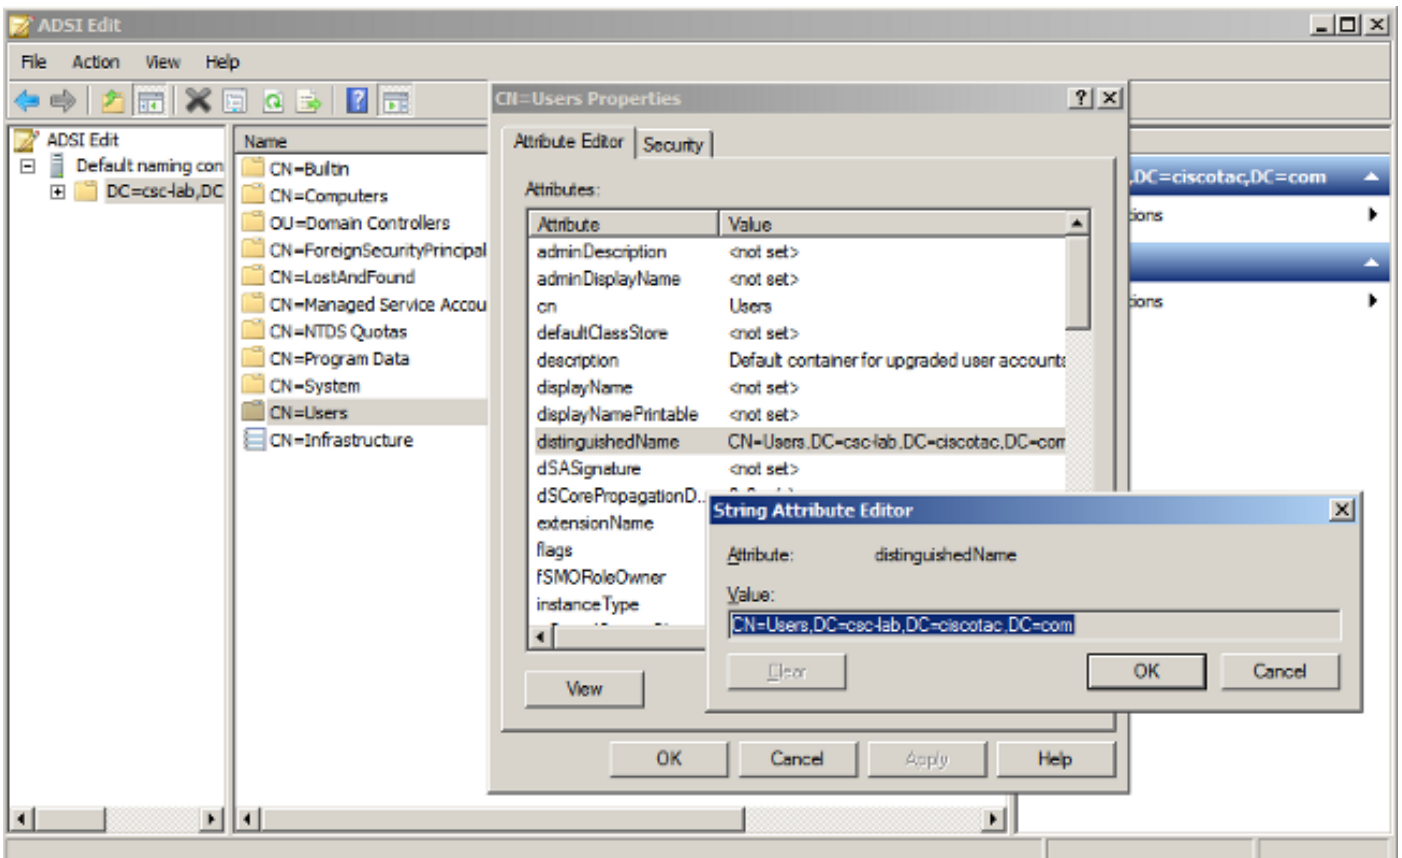 ADSI Edit
File Action View Help
ADSI Edit
Default naming con
DC=csc-lab,DC
Name
CN=Builtin
CN=Computers
OU=Domain Controllers
CN=ForeignSecurityPrincipal
CN=LostAndFound
CN=Managed Service Accou
CN=NTDS Quotas
CN=Program Data
CN=System
CN=Users
CN=Infrastructure
CN=Users Properties
Attribute Editor Security
Attributes:
Attribute Value
adminDescription <not set>
adminDisplayName <not set>
cn Users
defaultClassStore <not set>
description Default container for upgraded user accounts
displayName <not set>
displayNamePrintable <not set>
distinguishedName CN=Users,DC=csc-lab,DC=ciscotac,DC=com
dSASignature <not set>
dSCorePropagationD...
extensionName
flags
fSMORoleOwner
instanceType
View
OK Cancel Apply Help
String Attribute Editor
Attribute: distinguishedName
Value:
CN=Users,DC=csc-lab,DC=ciscotac,DC=com
Clear OK Cancel
,DC=ciscotac,DC=com
tions
tions